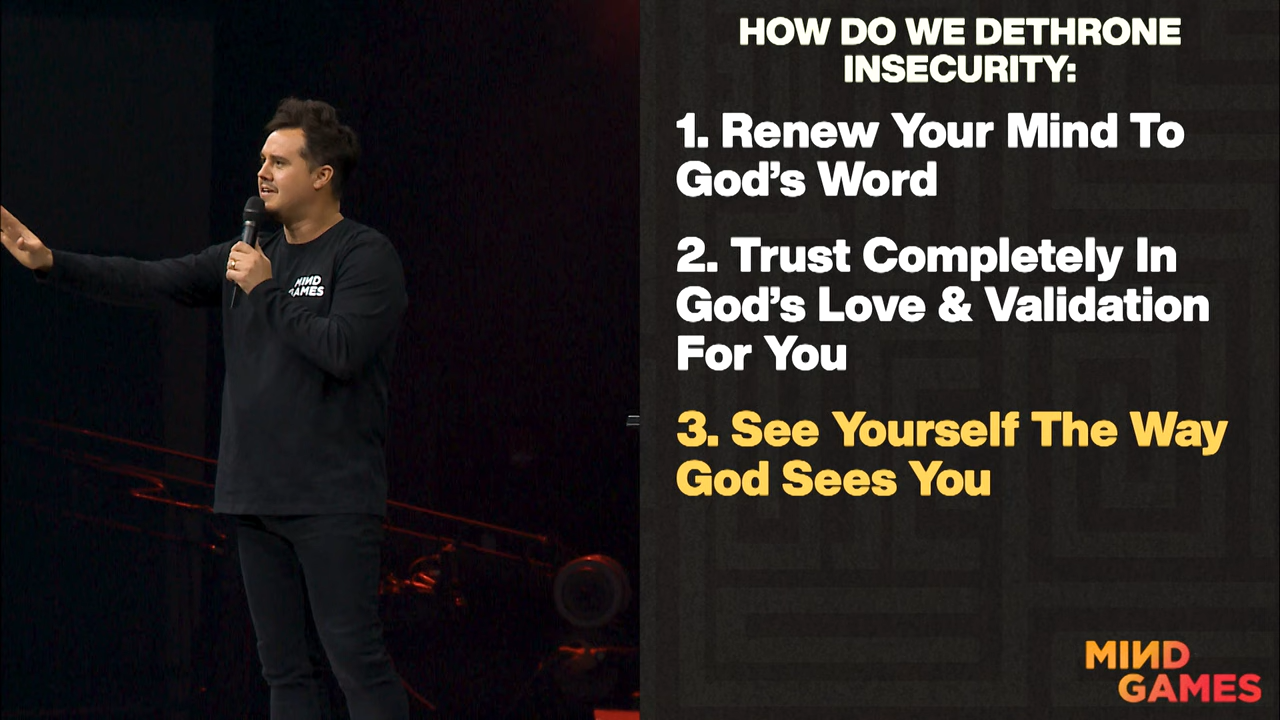 MIND
GAMES
HOW DO WE DETHRONE
INSECURITY:
1. Renew Your Mind To
God's Word
2. Trust Completely In
God's Love & Validation
For You
3. See Yourself The Way
God Sees You
MIND
GAMES